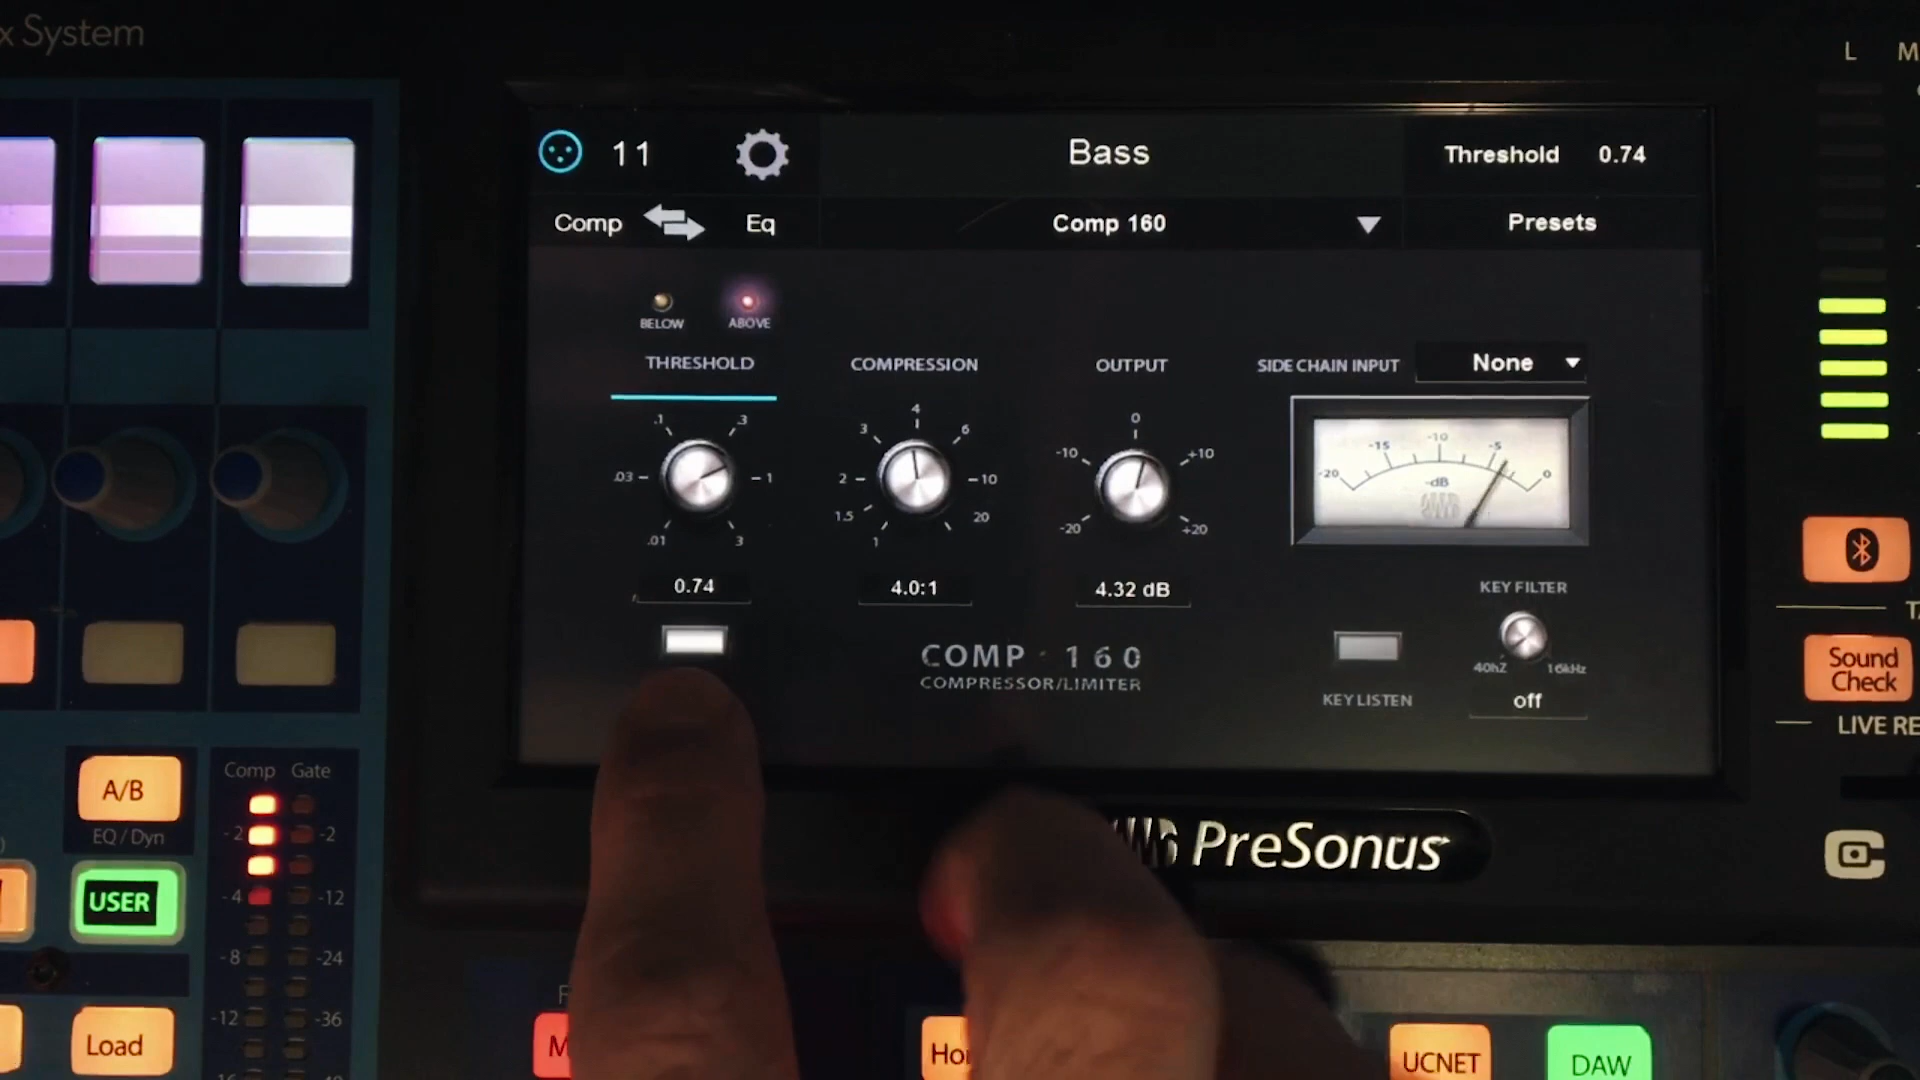 x System
L
M
11
Bass
Threshold 0.74
Comp
Eq
Comp 160
Presets
BELOW
ABOVE
THRESHOLD
COMPRESSION
OUTPUT
SIDE CHAIN INPUT
None
.01 .03 .1 .3 1 3
1 1.5 2 3 4 6 10 20
-20 -10 0 +10 +20
-20 -15 -10 -5 0
-dB
0.74
4.0:1
4.32 dB
KEY FILTER
40hZ 16kHz
off
KEY LISTEN
COMP · 160
COMPRESSOR/LIMITER
PreSonus
Sound
Check
LIVE RE
A/B
EQ / Dyn
USER
Load
Comp Gate
-2 -2
-4 -12
-8 -24
-12 -36
M
Ho
UCNET
DAW